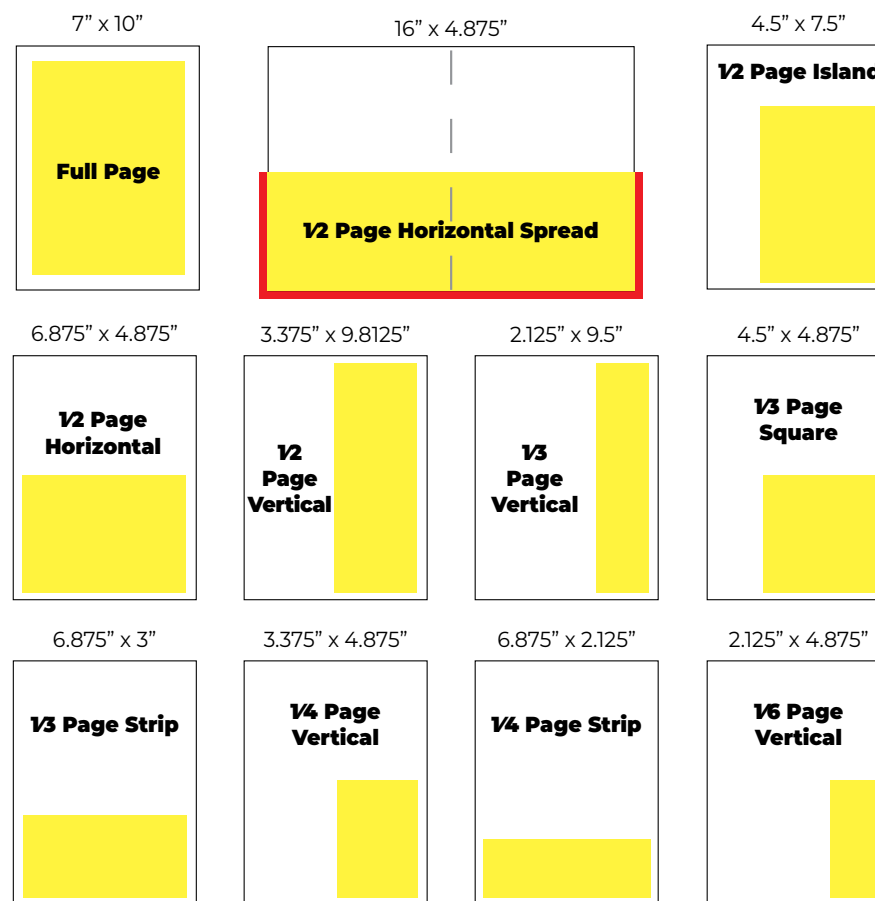 7” x 10”
16” x 4.875”
4.5” x 7.5”
1⁄2 Page Island
Full Page
1⁄2 Page Horizontal Spread
6.875” x 4.875”
3.375” x 9.8125”
2.125” x 9.5”
4.5” x 4.875”
1⁄2 Page
Horizontal
1⁄2
Page
Vertical
1⁄3
Page
Vertical
1⁄3 Page
Square
6.875” x 3”
3.375” x 4.875”
6.875” x 2.125”
2.125” x 4.875”
1⁄3 Page Strip
1⁄4 Page
Vertical
1⁄4 Page Strip
1⁄6 Page
Vertical